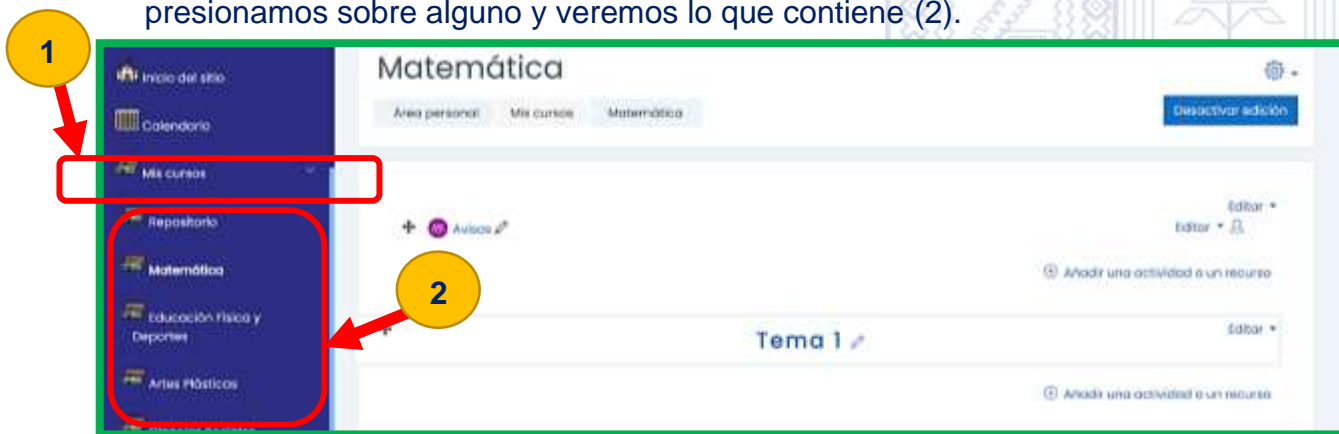 presionamos sobre alguno y veremos lo que contiene (2).
1
Inicio del sitio
Matemática
Calendario
Área personal
Mis cursos
Matemática
Desactivar edición
Mis cursos
Repositorio
Editar
Avisos
Editar
Matemática
Añadir una actividad o un recurso
2
Educación Física y
Deportes
Tema 1
Editar
Artes Plásticas
Añadir una actividad o un recurso